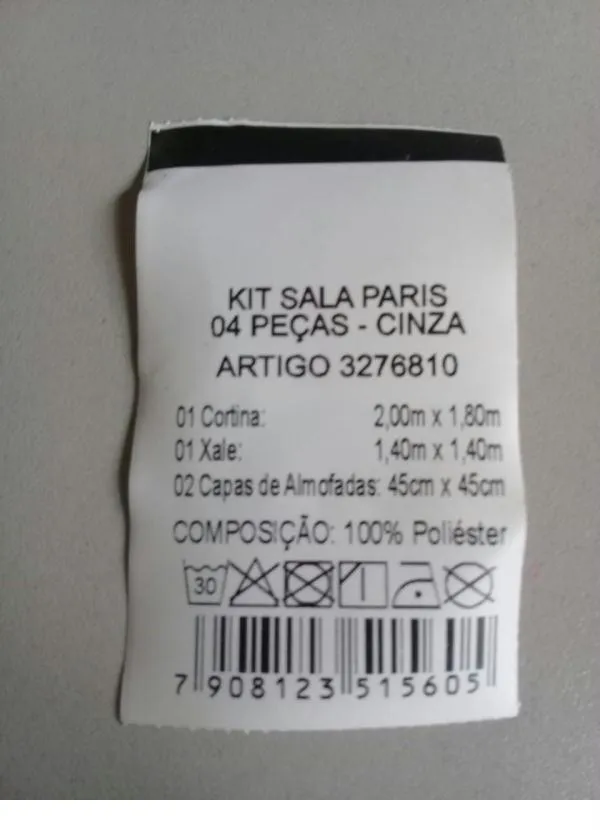 KIT SALA PARIS
04 PEÇAS - CINZA
ARTIGO 3276810
01 Cortina: 2,00m x 1,80m
01 Xale: 1,40m x 1,40m
02 Capas de Almofadas: 45cm x 45cm
COMPOSIÇÃO: 100% Poliéster
30
7 908123 515605